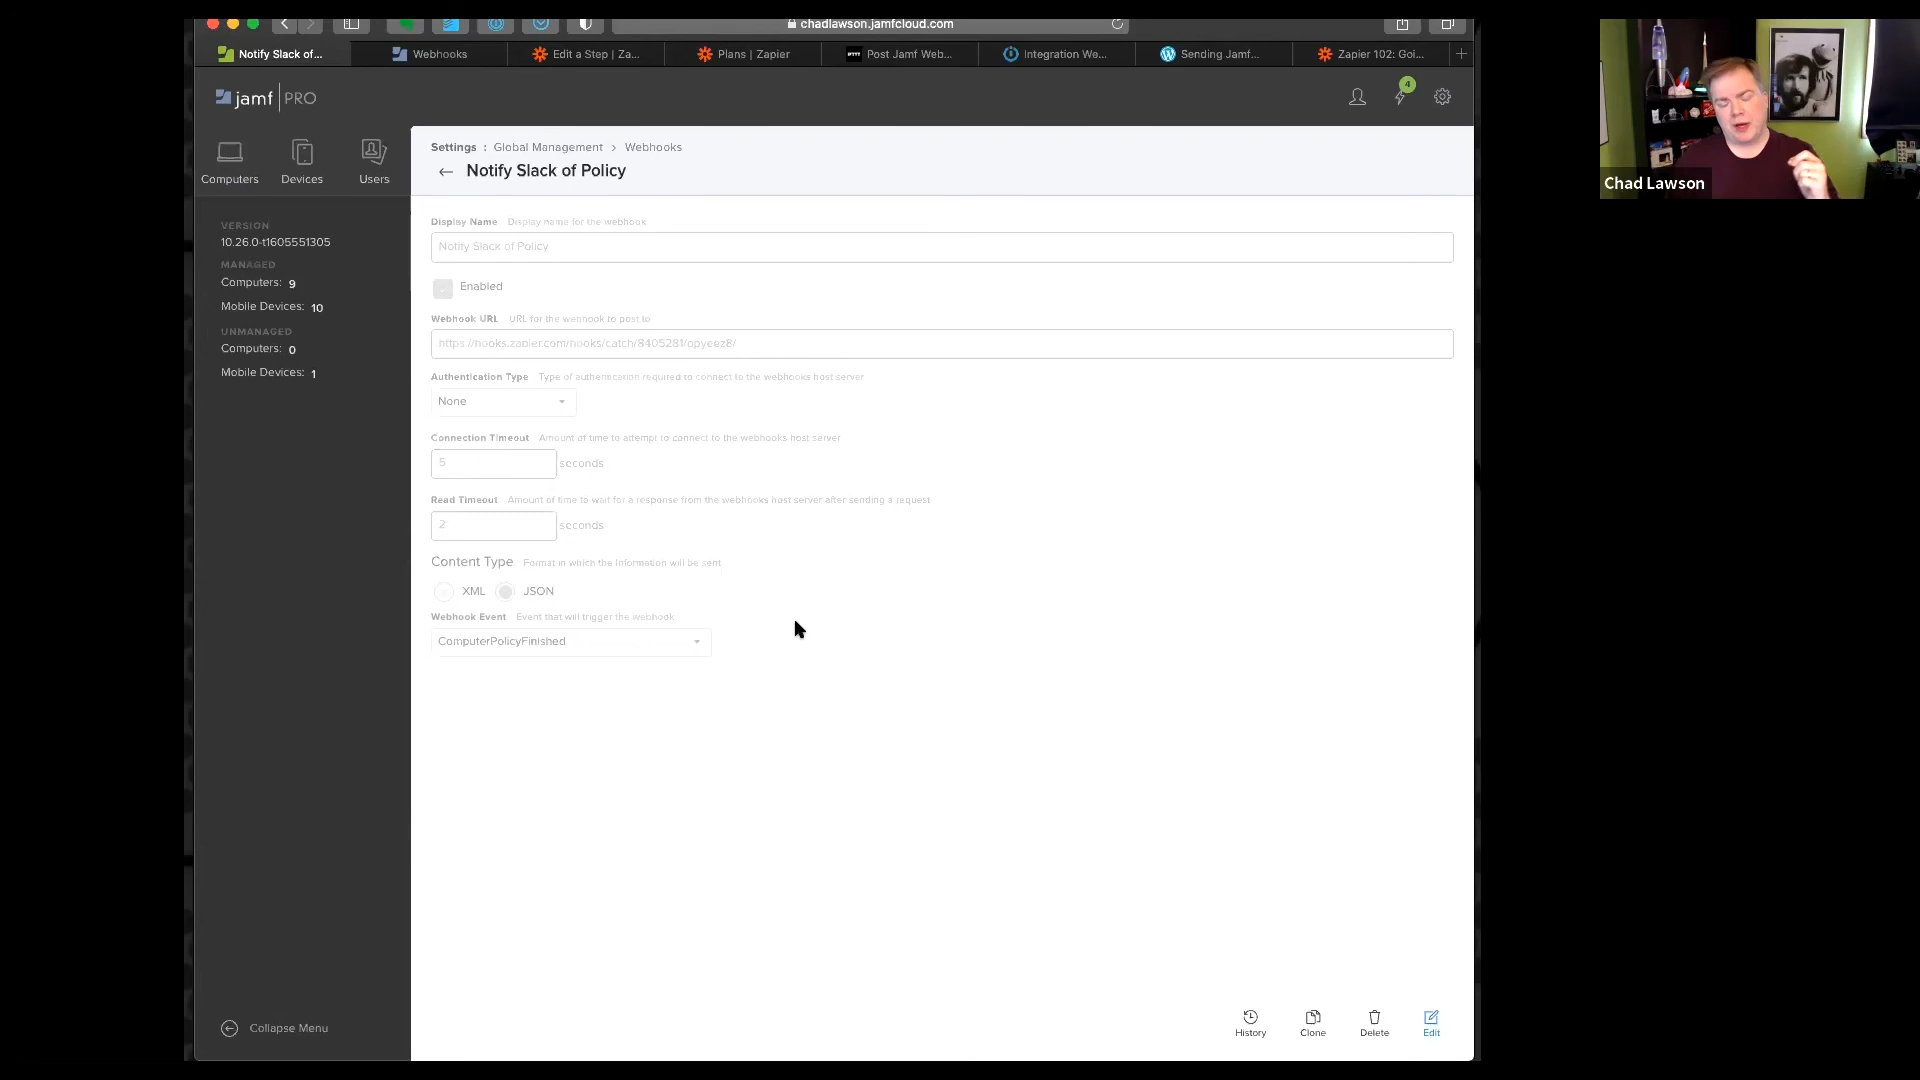 chadlawson.jamfcloud.com
Notify Slack of...
Webhooks
Edit a Step | Za...
Plans | Zapier
Post Jamf Web...
Integration We...
Sending Jamf...
Zapier 102: Goi...
jamf PRO
4
Computers
Devices
Users
VERSION
10.26.0-t1605551305
MANAGED
Computers: 9
Mobile Devices: 10
UNMANAGED
Computers: 0
Mobile Devices: 1
Collapse Menu
Settings : Global Management > Webhooks
← Notify Slack of Policy
Display Name Display name for the webhook
Notify Slack of Policy
Enabled
Webhook URL URL for the webhook to post to
https://hooks.zapier.com/hooks/catch/8405281/opyeez8/
Authentication Type Type of authentication required to connect to the webhooks host server
None
Connection Timeout Amount of time to attempt to connect to the webhooks host server
5 seconds
Read Timeout Amount of time to wait for a response from the webhooks host server after sending a request
2 seconds
Content Type Format in which the information will be sent
XML JSON
Webhook Event Event that will trigger the webhook
ComputerPolicyFinished
History
Clone
Delete
Edit
Chad Lawson